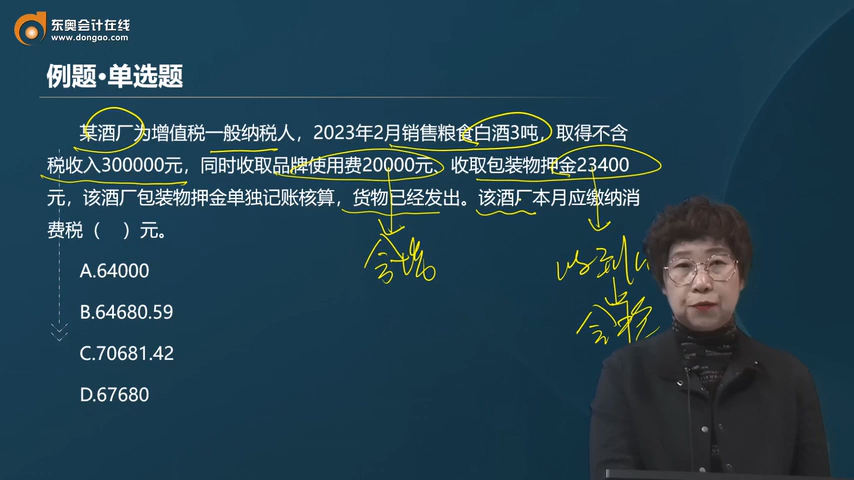 东奥会计在线
www.dongao.com
例题•单选题
某酒厂为增值税一般纳税人，2023年2月销售粮食白酒3吨，取得不含
税收入300000元，同时收取品牌使用费20000元、收取包装物押金23400
元，该酒厂包装物押金单独记账核算，货物已经发出。该酒厂本月应缴纳消
费税（ ）元。
含税
A.64000
含税
B.64680.59
C.70681.42
D.67680